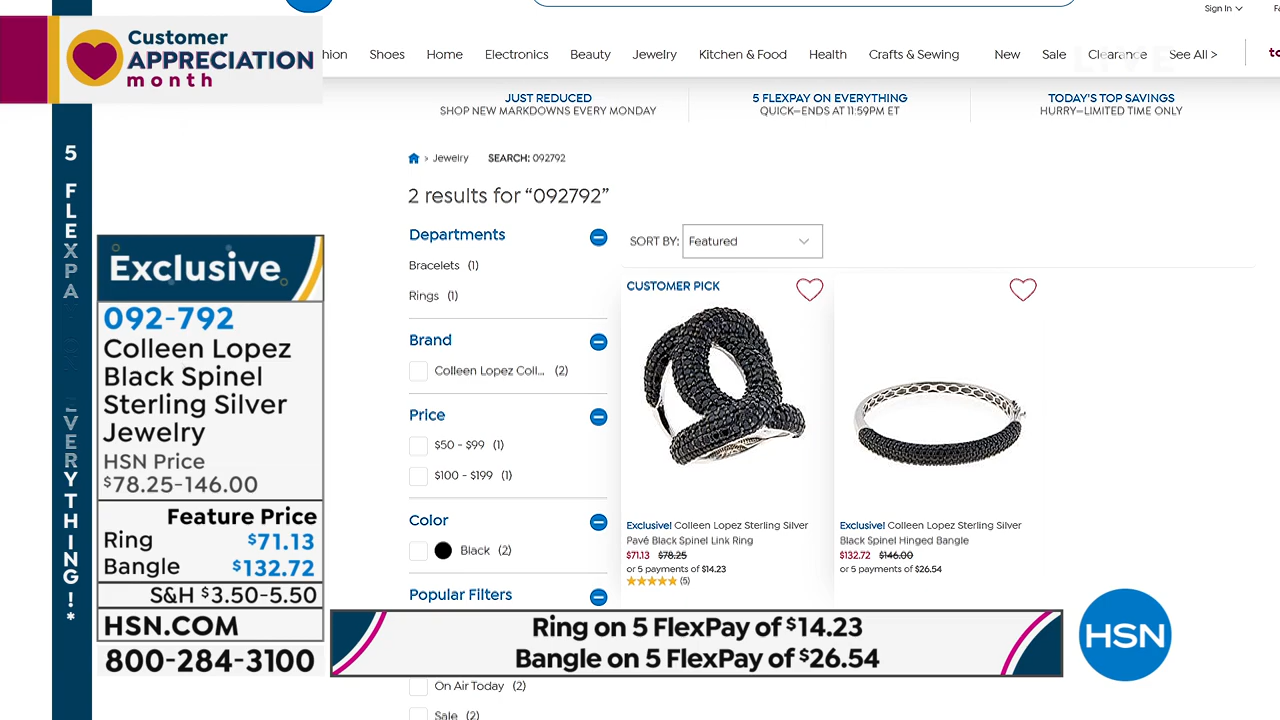 Customer
APPRECIATION
month
Sign In
hion Shoes Home Electronics Beauty Jewelry Kitchen & Food Health Crafts & Sewing New Sale Clearance See All >
JUST REDUCED
SHOP NEW MARKDOWNS EVERY MONDAY
5 FLEXPAY ON EVERYTHING
QUICK—ENDS AT 11:59PM ET
TODAY'S TOP SAVINGS
HURRY—LIMITED TIME ONLY
> Jewelry SEARCH: 092792
2 results for “092792”
Departments
Bracelets (1)
Rings (1)
Brand
Colleen Lopez Coll... (2)
Price
$50 - $99 (1)
$100 - $199 (1)
Color
Black (2)
Popular Filters
On Air Today (2)
Sale (2)
SORT BY: Featured
CUSTOMER PICK
Exclusive! Colleen Lopez Sterling Silver
Pavé Black Spinel Link Ring
$71.13 $78.25
or 5 payments of $14.23
(5)
Exclusive! Colleen Lopez Sterling Silver
Black Spinel Hinged Bangle
$132.72 $146.00
or 5 payments of $26.54
5 FLEXPA EVERYTHING!*
Exclusive
092-792
Colleen Lopez
Black Spinel
Sterling Silver
Jewelry
HSN Price
$78.25-146.00
Feature Price
Ring $71.13
Bangle $132.72
S&H $3.50-5.50
HSN.COM
800-284-3100
Ring on 5 FlexPay of $14.23
Bangle on 5 FlexPay of $26.54
HSN